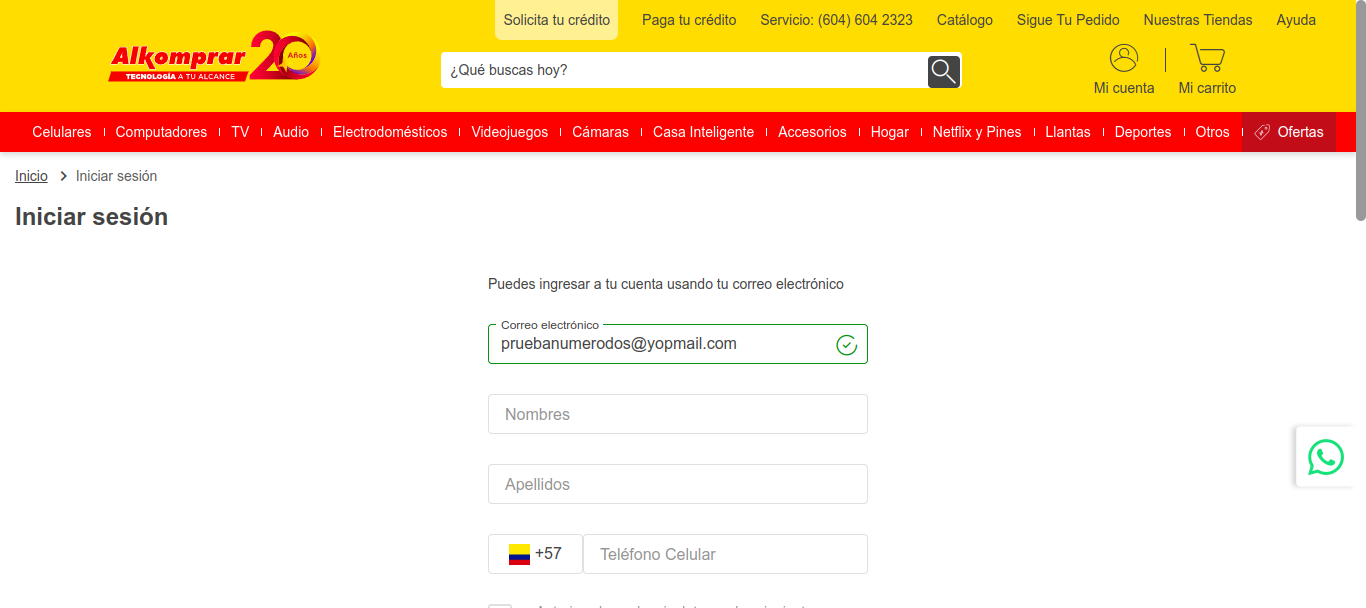 Solicita tu crédito Paga tu crédito Servicio: (604) 604 2323 Catálogo Sigue Tu Pedido Nuestras Tiendas Ayuda
Alkomprar 20 Años
TECNOLOGÍA A TU ALCANCE
¿Qué buscas hoy?
Mi cuenta Mi carrito
Celulares Computadores TV Audio Electrodomésticos Videojuegos Cámaras Casa Inteligente Accesorios Hogar Netflix y Pines Llantas Deportes Otros Ofertas
Inicio Iniciar sesión
Iniciar sesión
Puedes ingresar a tu cuenta usando tu correo electrónico
Correo electrónico
pruebanumerodos@yopmail.com
Nombres
Apellidos
+57 Teléfono Celular